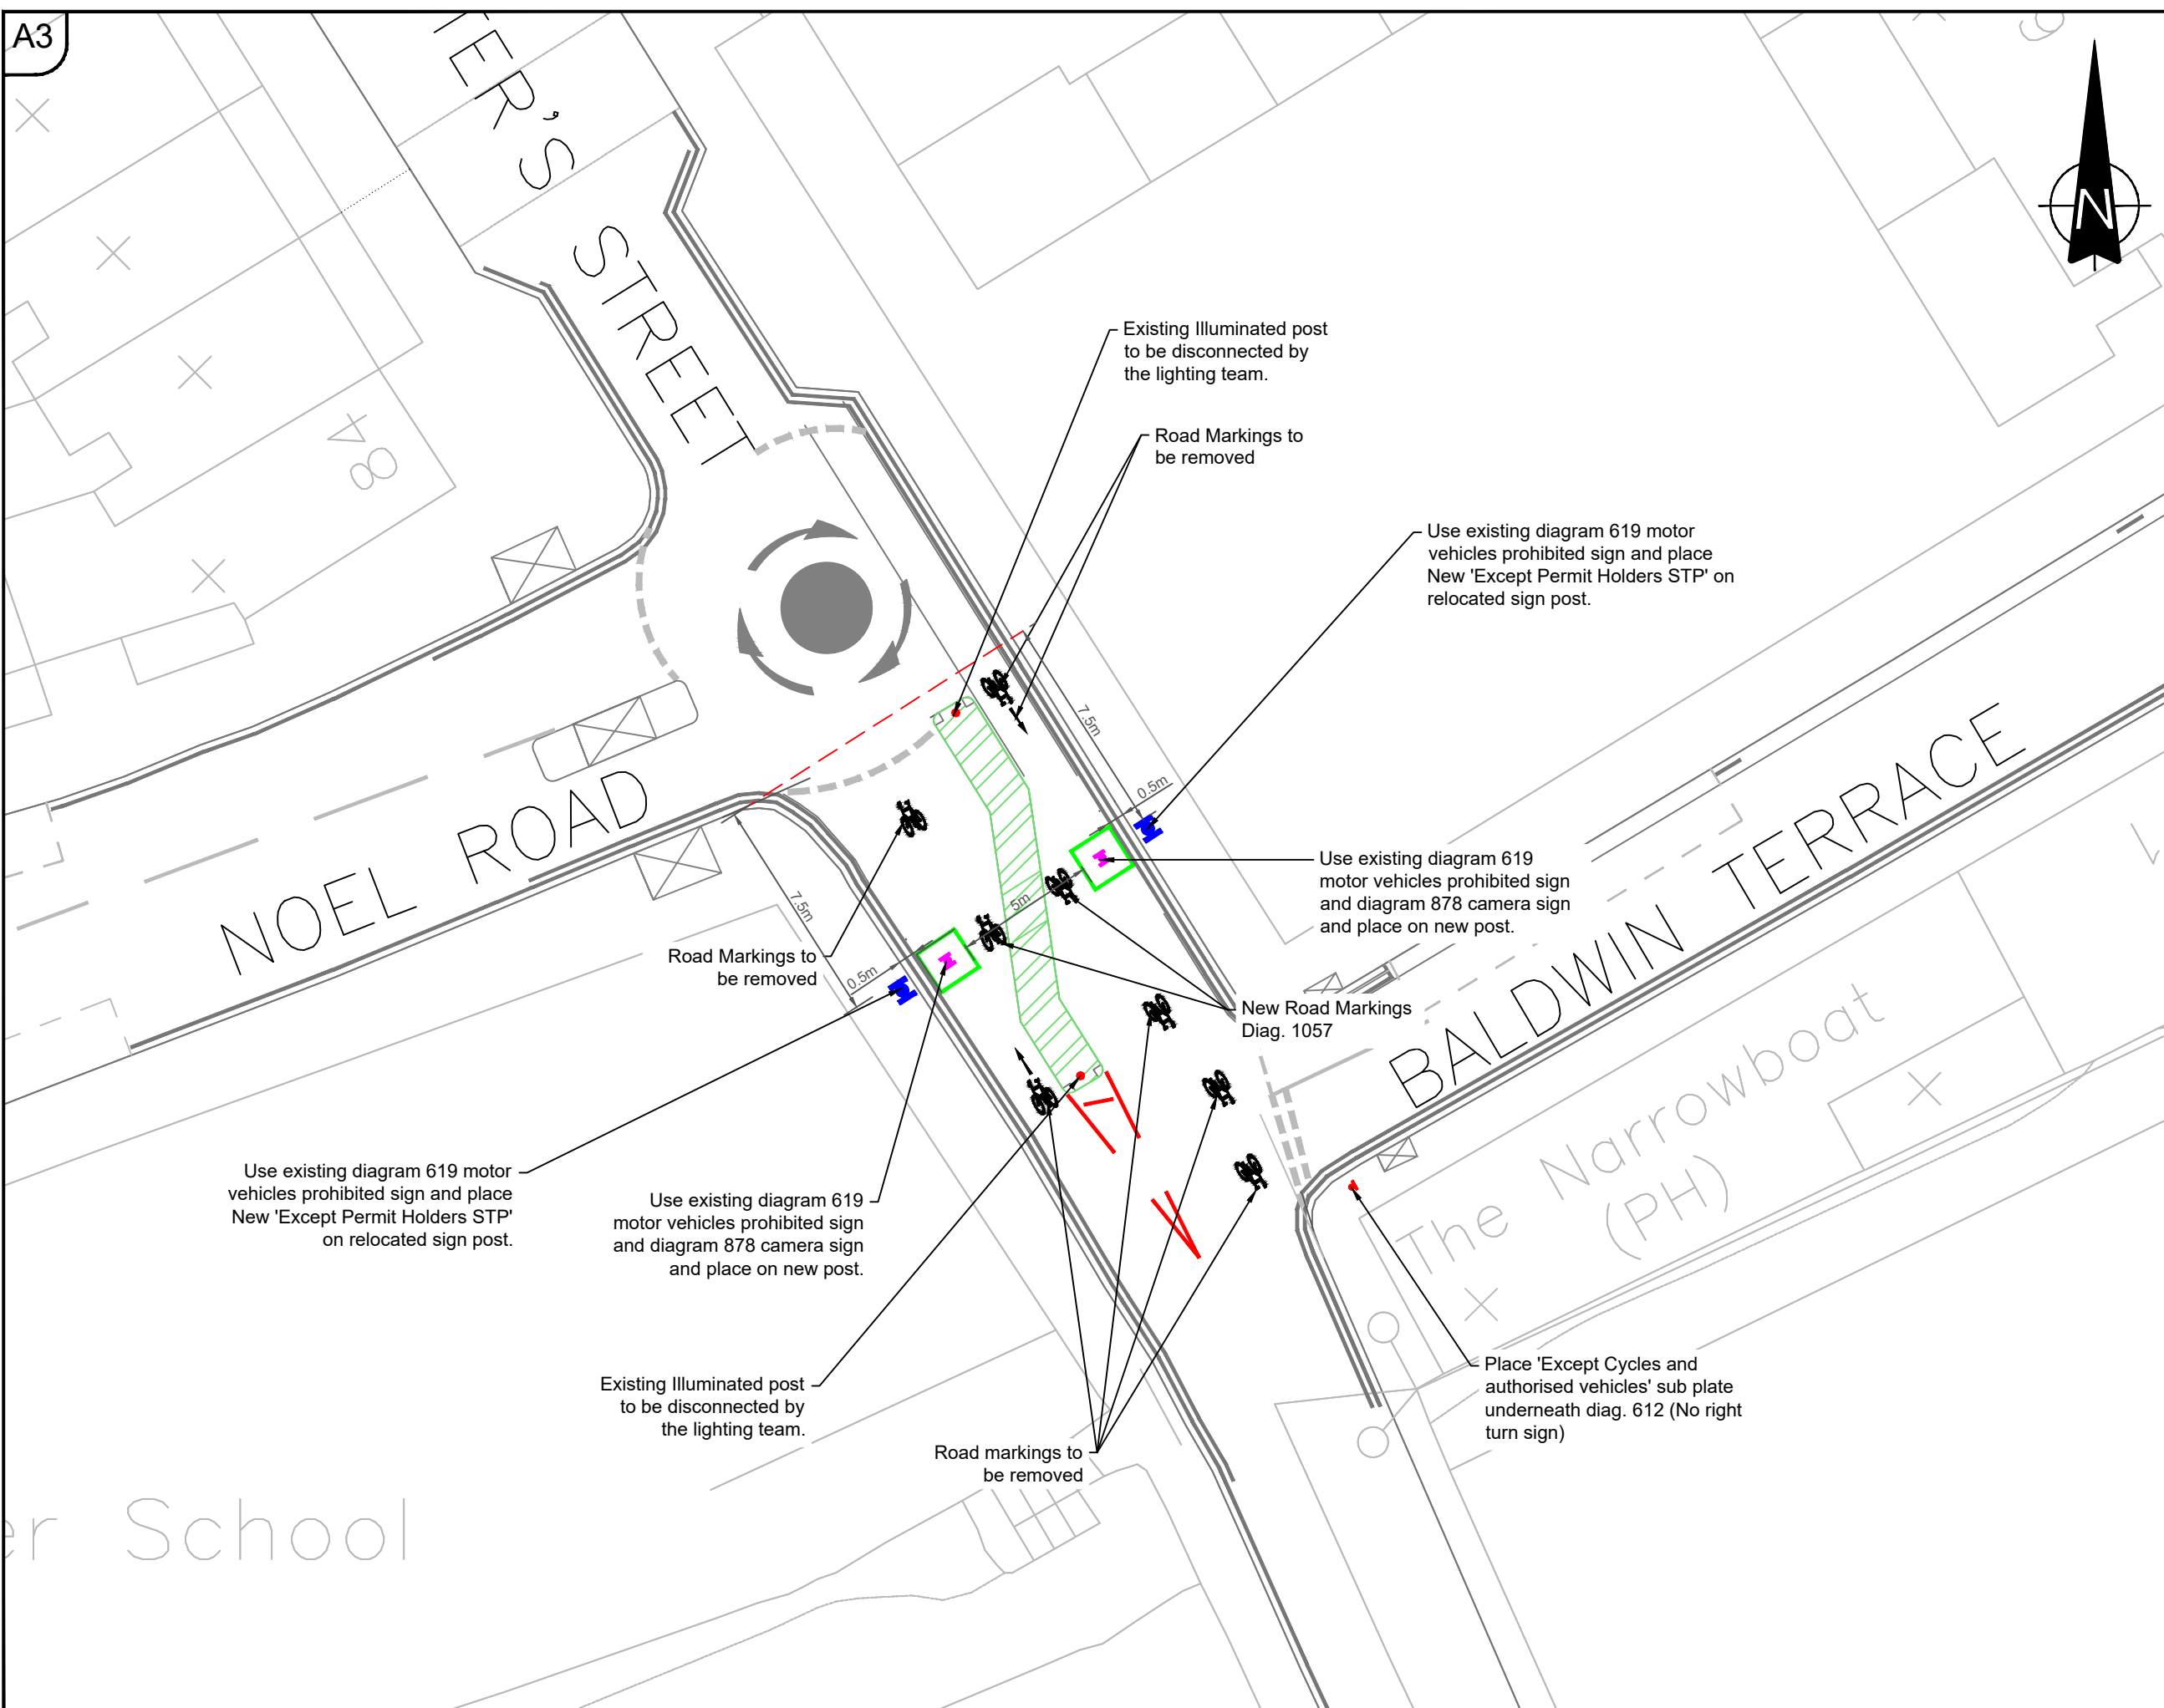 A3
ER'S
STREET
N
84
Existing Illuminated post
to be disconnected by
the lighting team.
Road Markings to
be removed
Use existing diagram 619 motor
vehicles prohibited sign and place
New 'Except Permit Holders STP' on
relocated sign post.
7.5m
0.5m
NOEL ROAD
BALDWIN TERRACE
Use existing diagram 619
motor vehicles prohibited sign
and diagram 878 camera sign
and place on new post.
7.5m
5m
Road Markings to
be removed
0.5m
New Road Markings
Diag. 1057
The Narrowboat
(PH)
Use existing diagram 619 motor
vehicles prohibited sign and place
New 'Except Permit Holders STP'
on relocated sign post.
Use existing diagram 619
motor vehicles prohibited sign
and diagram 878 camera sign
and place on new post.
Existing Illuminated post
to be disconnected by
the lighting team.
Road markings to
be removed
Place 'Except Cycles and
authorised vehicles' sub plate
underneath diag. 612 (No right
turn sign)
er School